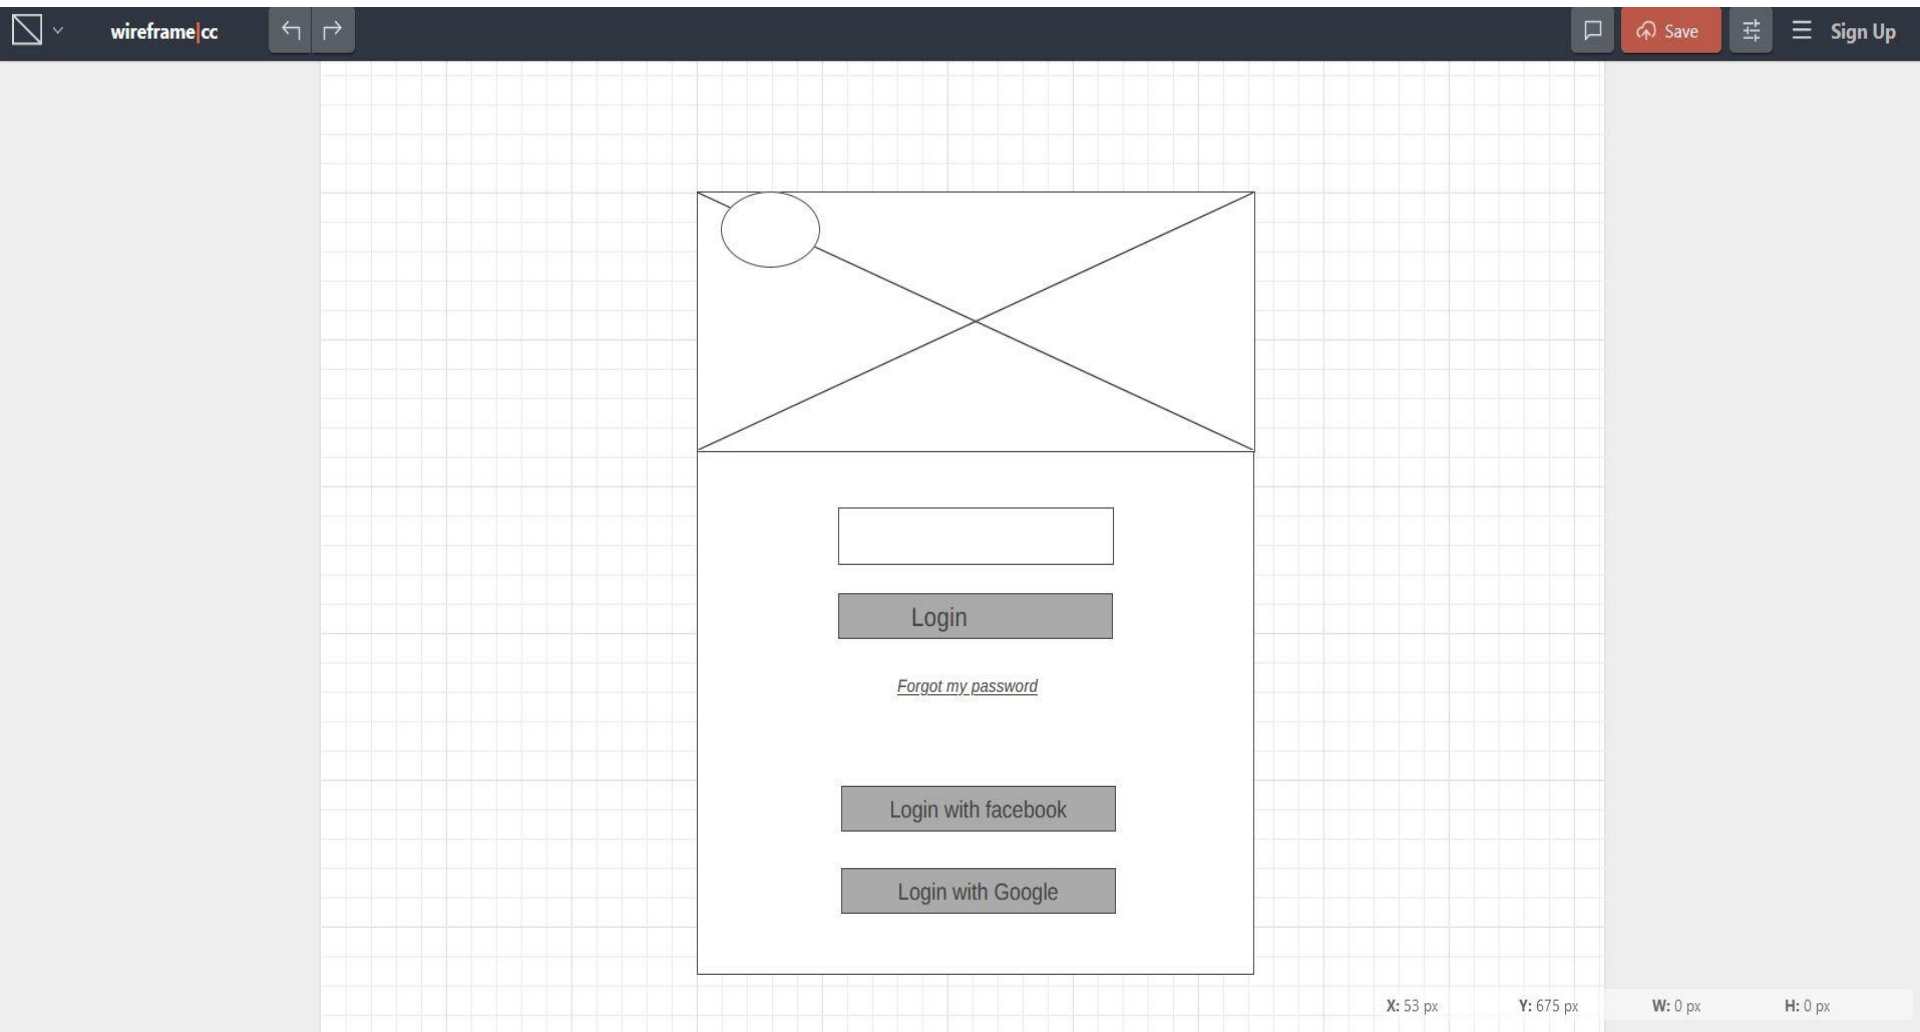 wireframe|cc
Save
Sign Up
Login
Forgot my password
Login with facebook
Login with Google
X: 53 px Y: 675 px W: 0 px H: 0 px